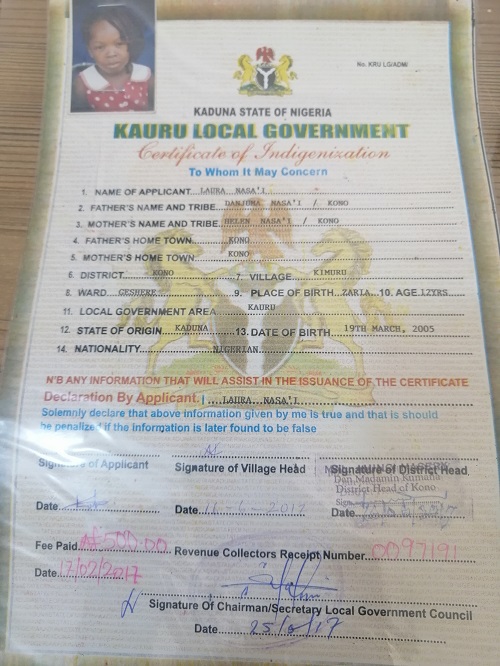 No. KRU LG/ADM/
KADUNA STATE OF NIGERIA
KAURU LOCAL GOVERNMENT
Certificate of Indigenization
To Whom It May Concern
1. NAME OF APPLICANT LAURA NASA'I
2. FATHER'S NAME AND TRIBE DANJUMA NASA'I / KONO
3. MOTHER'S NAME AND TRIBE HELEN NASA'I / KONO
4. FATHER'S HOME TOWN KONO
5. MOTHER'S HOME TOWN KONO
6. DISTRICT KONO 7. VILLAGE KIMURU
8. WARD GESHERE 9. PLACE OF BIRTH ZARIA 10. AGE 12YRS
11. LOCAL GOVERNMENT AREA KAURU
12. STATE OF ORIGIN KADUNA 13. DATE OF BIRTH 19TH MARCH, 2005
14. NATIONALITY NIGERIAN
N'B ANY INFORMATION THAT WILL ASSIST IN THE ISSUANCE OF THE CERTIFICATE
Declaration By Applicant. I LAURA NASA'I
Solemnly declare that above information given by me is true and that is should
be penalize if the information is later found to be false
Signature of Applicant Signature of Village Head Signature of District Head,
Dan Madamin Rumana
District Head of Kono
Date Date 11-6-2017 Date
Fee Paid ₦500.00 Revenue Collectors Receipt Number 0097191
Date 17/02/2017
Signature Of Chairman/Secretary Local Government Council
Date